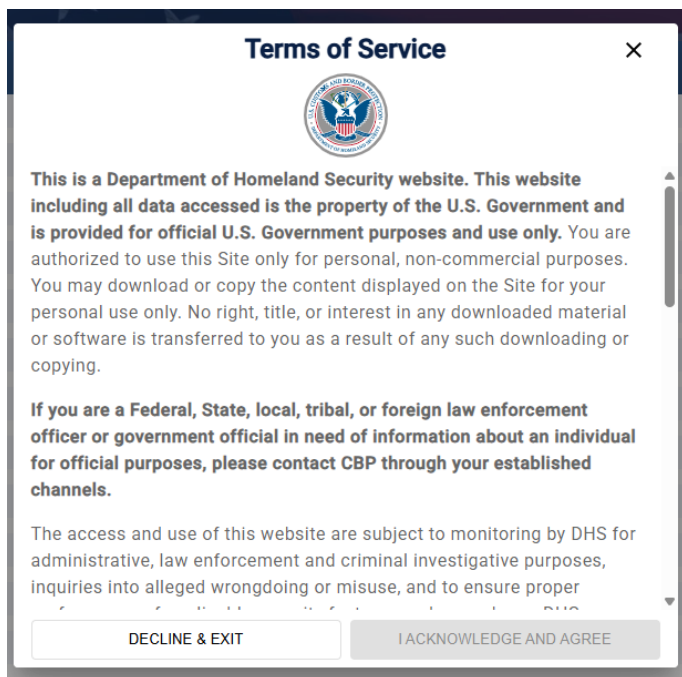 Terms of Service
U.S. CUSTOMS AND BORDER PROTECTION
DEPARTMENT OF HOMELAND SECURITY
This is a Department of Homeland Security website. This website
including all data accessed is the property of the U.S. Government and
is provided for official U.S. Government purposes and use only. You are
authorized to use this Site only for personal, non-commercial purposes.
You may download or copy the content displayed on the Site for your
personal use only. No right, title, or interest in any downloaded material
or software is transferred to you as a result of any such downloading or
copying.
If you are a Federal, State, local, tribal, or foreign law enforcement
officer or government official in need of information about an individual
for official purposes, please contact CBP through your established
channels.
The access and use of this website are subject to monitoring by DHS for
administrative, law enforcement and criminal investigative purposes,
inquiries into alleged wrongdoing or misuse, and to ensure proper
DECLINE & EXIT
I ACKNOWLEDGE AND AGREE